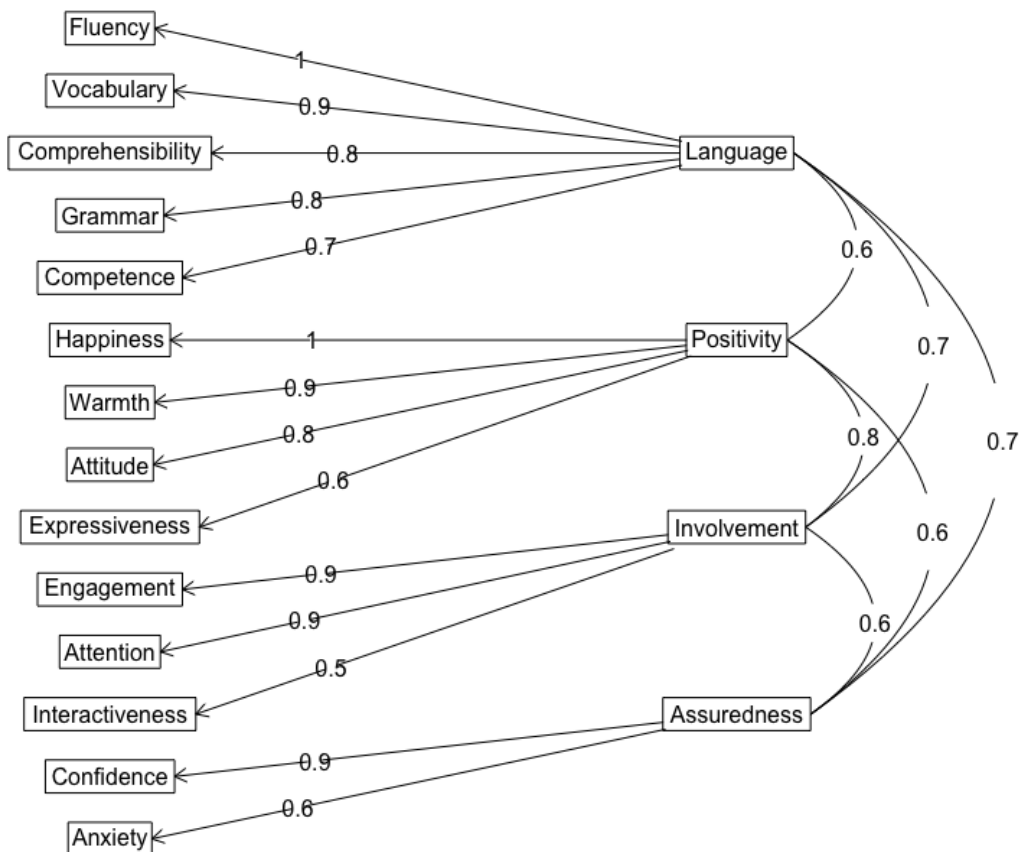 Fluency
1
Vocabulary
0.9
Comprehensibility
0.8
Language
Grammar
0.8
Competence
0.7
0.6
Happiness
1
Positivity
0.7
Warmth
0.9
Attitude
0.8
0.8
0.7
Expressiveness
0.6
Involvement
0.6
Engagement
0.9
Attention
0.9
0.6
Interactiveness
0.5
Assuredness
Confidence
0.9
Anxiety
0.6